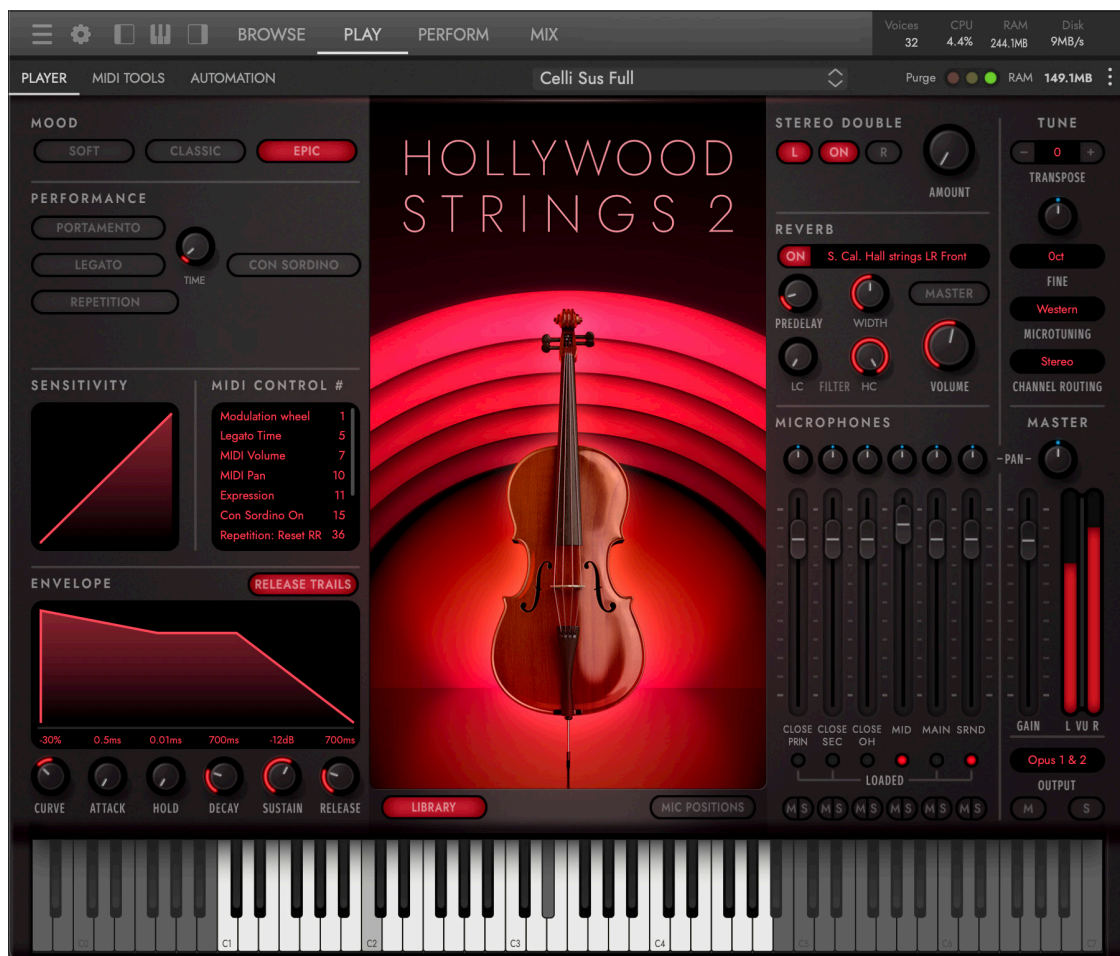 BROWSE PLAY PERFORM MIX
Voices CPU RAM Disk
32 4.4% 244.1MB 9MB/s
PLAYER MIDI TOOLS AUTOMATION
Celli Sus Full
Purge RAM 149.1MB
MOOD
SOFT CLASSIC EPIC
PERFORMANCE
PORTAMENTO
LEGATO
TIME
CON SORDINO
REPETITION
SENSITIVITY
MIDI CONTROL #
Modulation wheel 1
Legato Time 5
MIDI Volume 7
MIDI Pan 10
Expression 11
Con Sordino On 15
Repetition: Reset RR 36
ENVELOPE
RELEASE TRAILS
-30% 0.5ms 0.01ms 700ms -12dB 700ms
CURVE ATTACK HOLD DECAY SUSTAIN RELEASE
HOLLYWOOD
STRINGS 2
LIBRARY
MIC POSITIONS
STEREO DOUBLE
L ON R
AMOUNT
REVERB
ON S. Cal. Hall strings LR Front
PREDELAY WIDTH
MASTER
LC FILTER HC
VOLUME
MICROPHONES
-PAN-
CLOSE PRIN
CLOSE SEC
CLOSE OH
MID
MAIN
SRND
LOADED
M S M S M S M S M S M S
TUNE
- 0 +
TRANSPOSE
0ct
FINE
Western
MICROTUNING
Stereo
CHANNEL ROUTING
MASTER
GAIN
L VU R
Opus 1 & 2
OUTPUT
M S
C0 C1 C2 C3 C4 C5 C6 C7